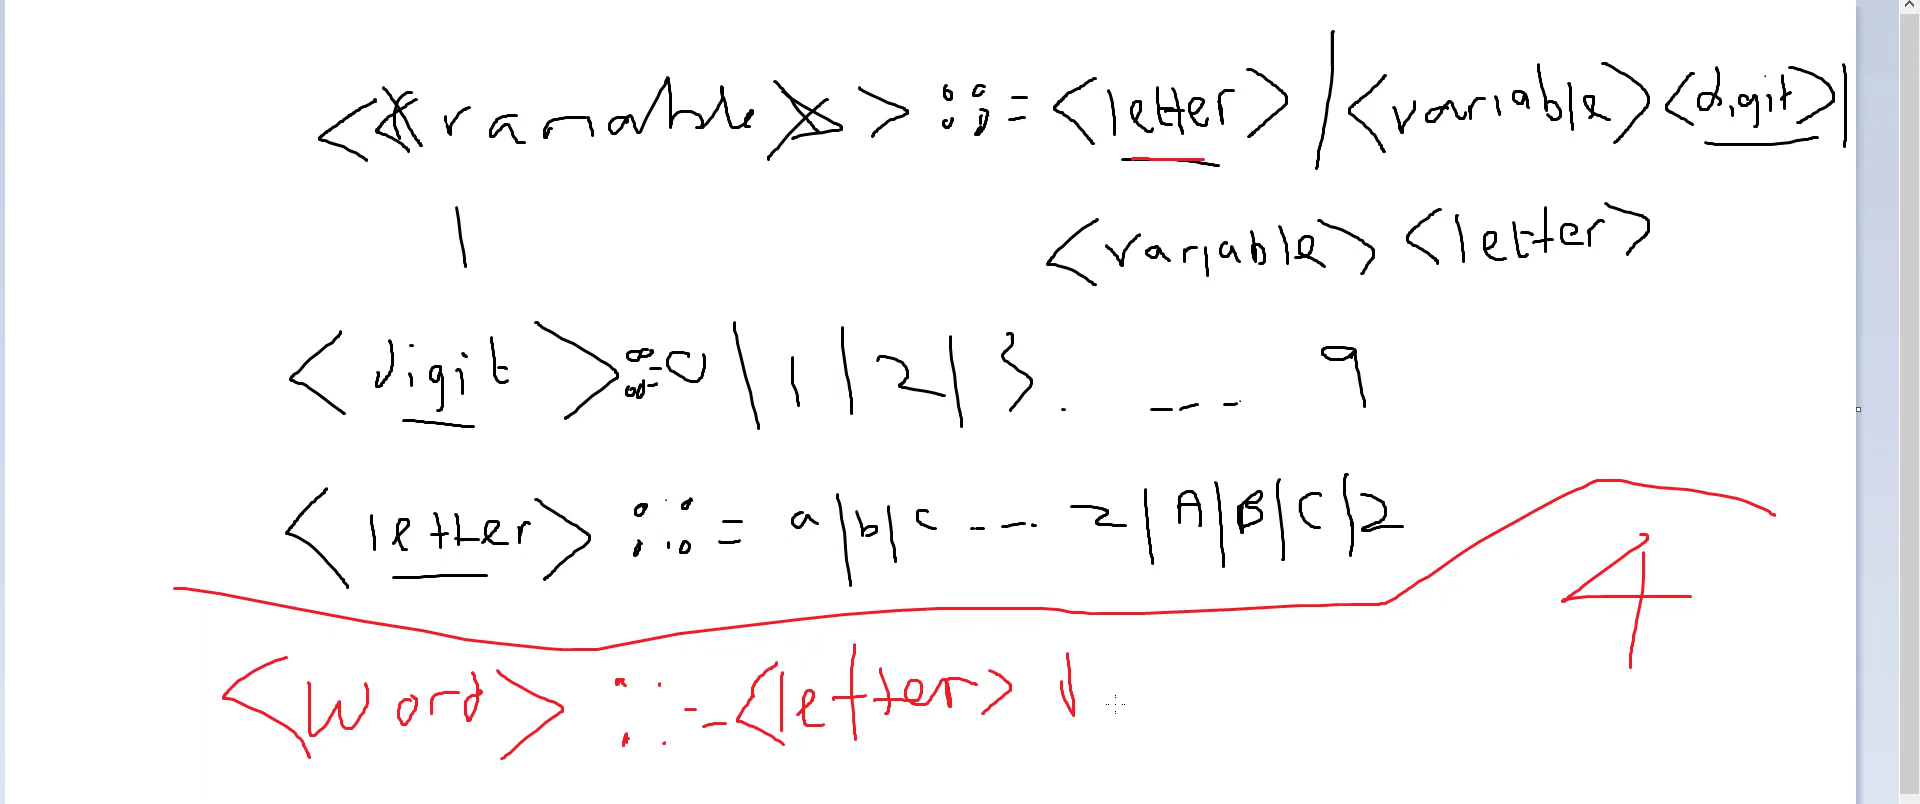 <variable> ::= <letter> | <variable> <digit> |
|
<variable> <letter>
<digit> ::= 0 | 1 | 2 | 3 . --- 9
<letter> ::= a | b | c --- z | A | B | C | Z
4
<word> ::= <letter> |